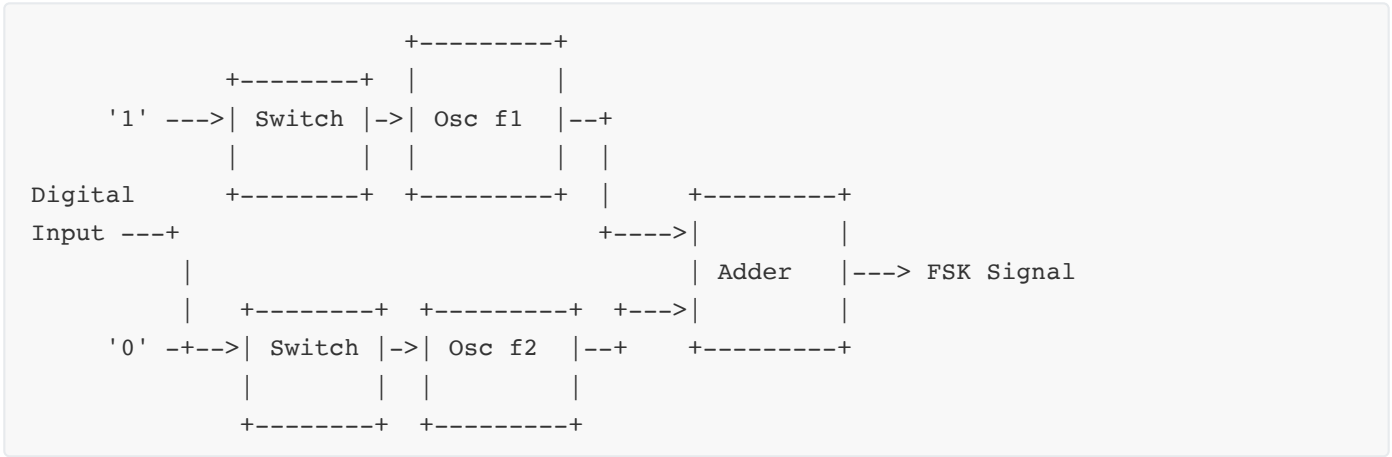 +---------+
             +--------+  |         |
     '1' --->| Switch |->| Osc f1  |--+
             |        |  |         |  |
Digital      +--------+  +---------+  |     +---------+
Input ---+                            +---->|         |
          |                                 | Adder   |---> FSK Signal
          |   +--------+  +---------+  +--->|         |
     '0' -+-->| Switch |->| Osc f2  |--+    +---------+
              |        |  |         |
              +--------+  +---------+